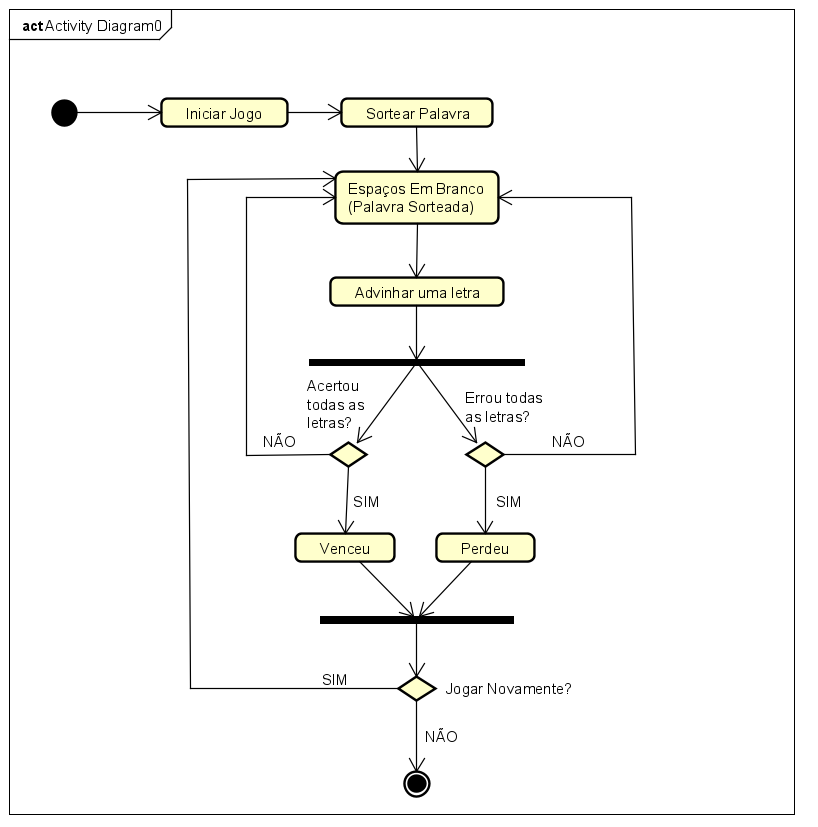 act Activity Diagram0
Iniciar Jogo
Sortear Palavra
Espaços Em Branco
(Palavra Sorteada)
Advinhar uma letra
Acertou
todas as
letras?
Errou todas
as letras?
NÃO
NÃO
SIM
SIM
Venceu
Perdeu
SIM
Jogar Novamente?
NÃO